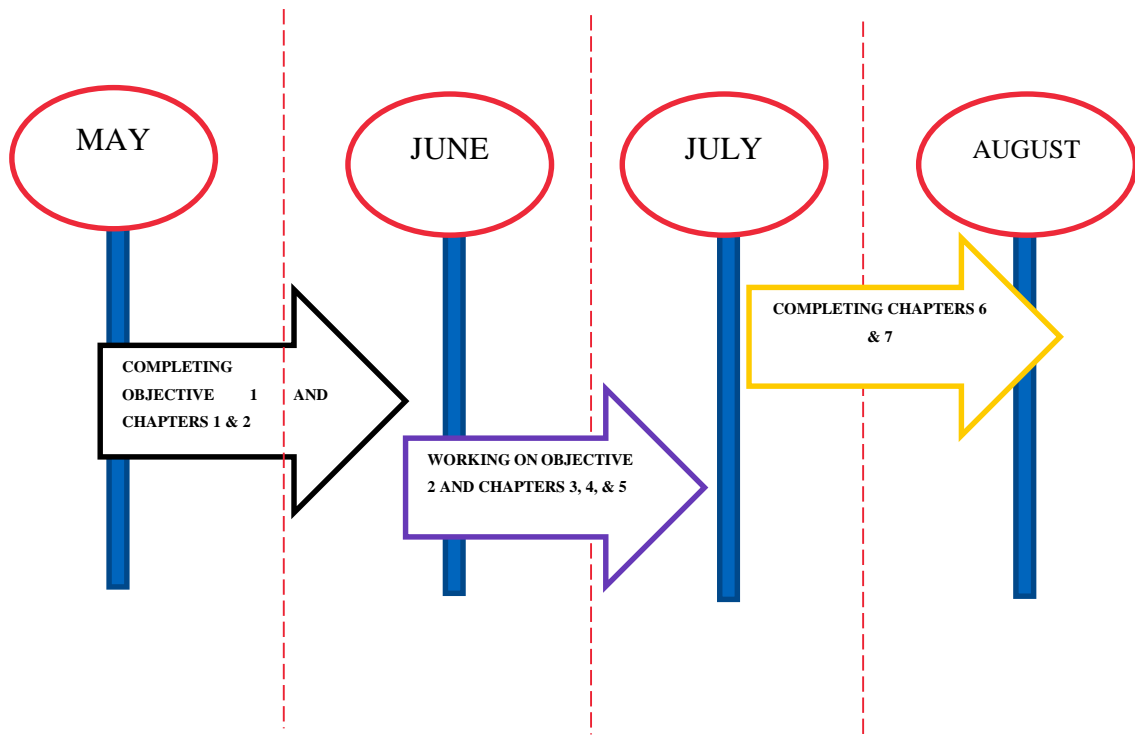 MAY
JUNE
JULY
AUGUST
COMPLETING
OBJECTIVE 1 AND
CHAPTERS 1 & 2
WORKING ON OBJECTIVE
2 AND CHAPTERS 3, 4, & 5
COMPLETING CHAPTERS 6
& 7